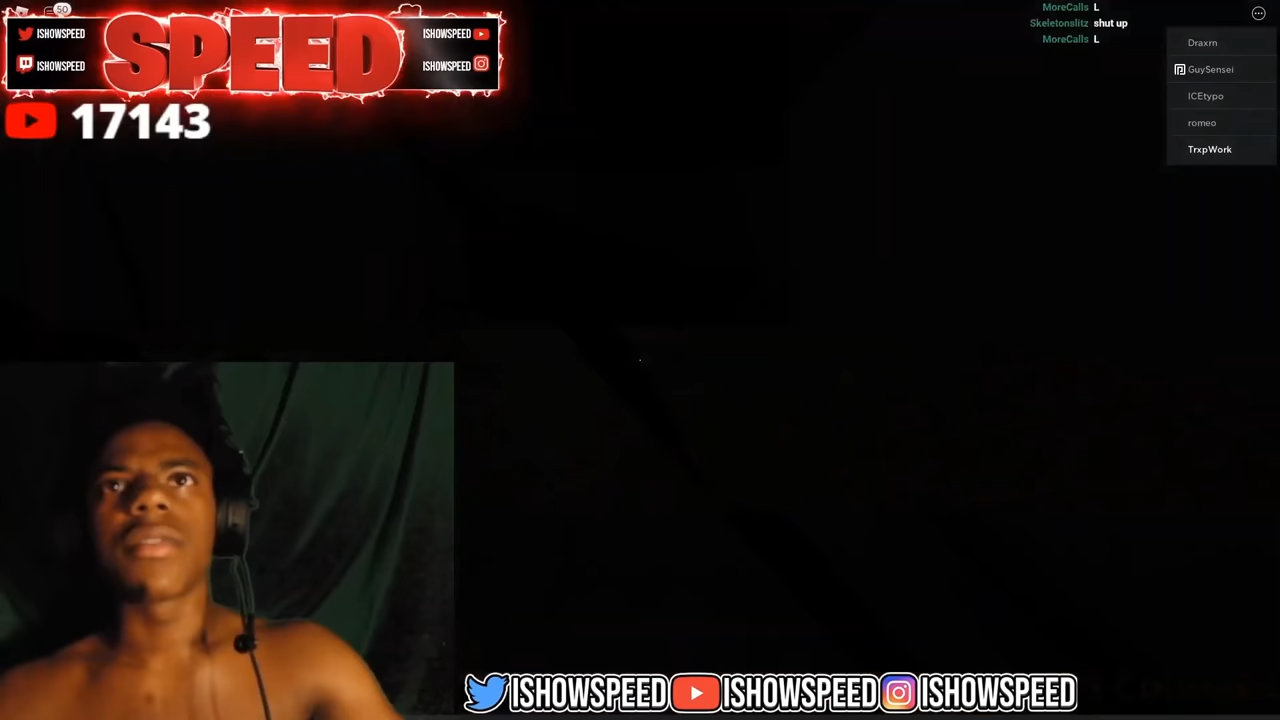 50
ISHOWSPEED
ISHOWSPEED
SPEED
ISHOWSPEED
ISHOWSPEED
17143
MoreCalls L
Skeletonslitz shut up
MoreCalls L
Draxrn
GuySensei
ICEtypo
romeo
TrxpWork
ISHOWSPEED ISHOWSPEED ISHOWSPEED